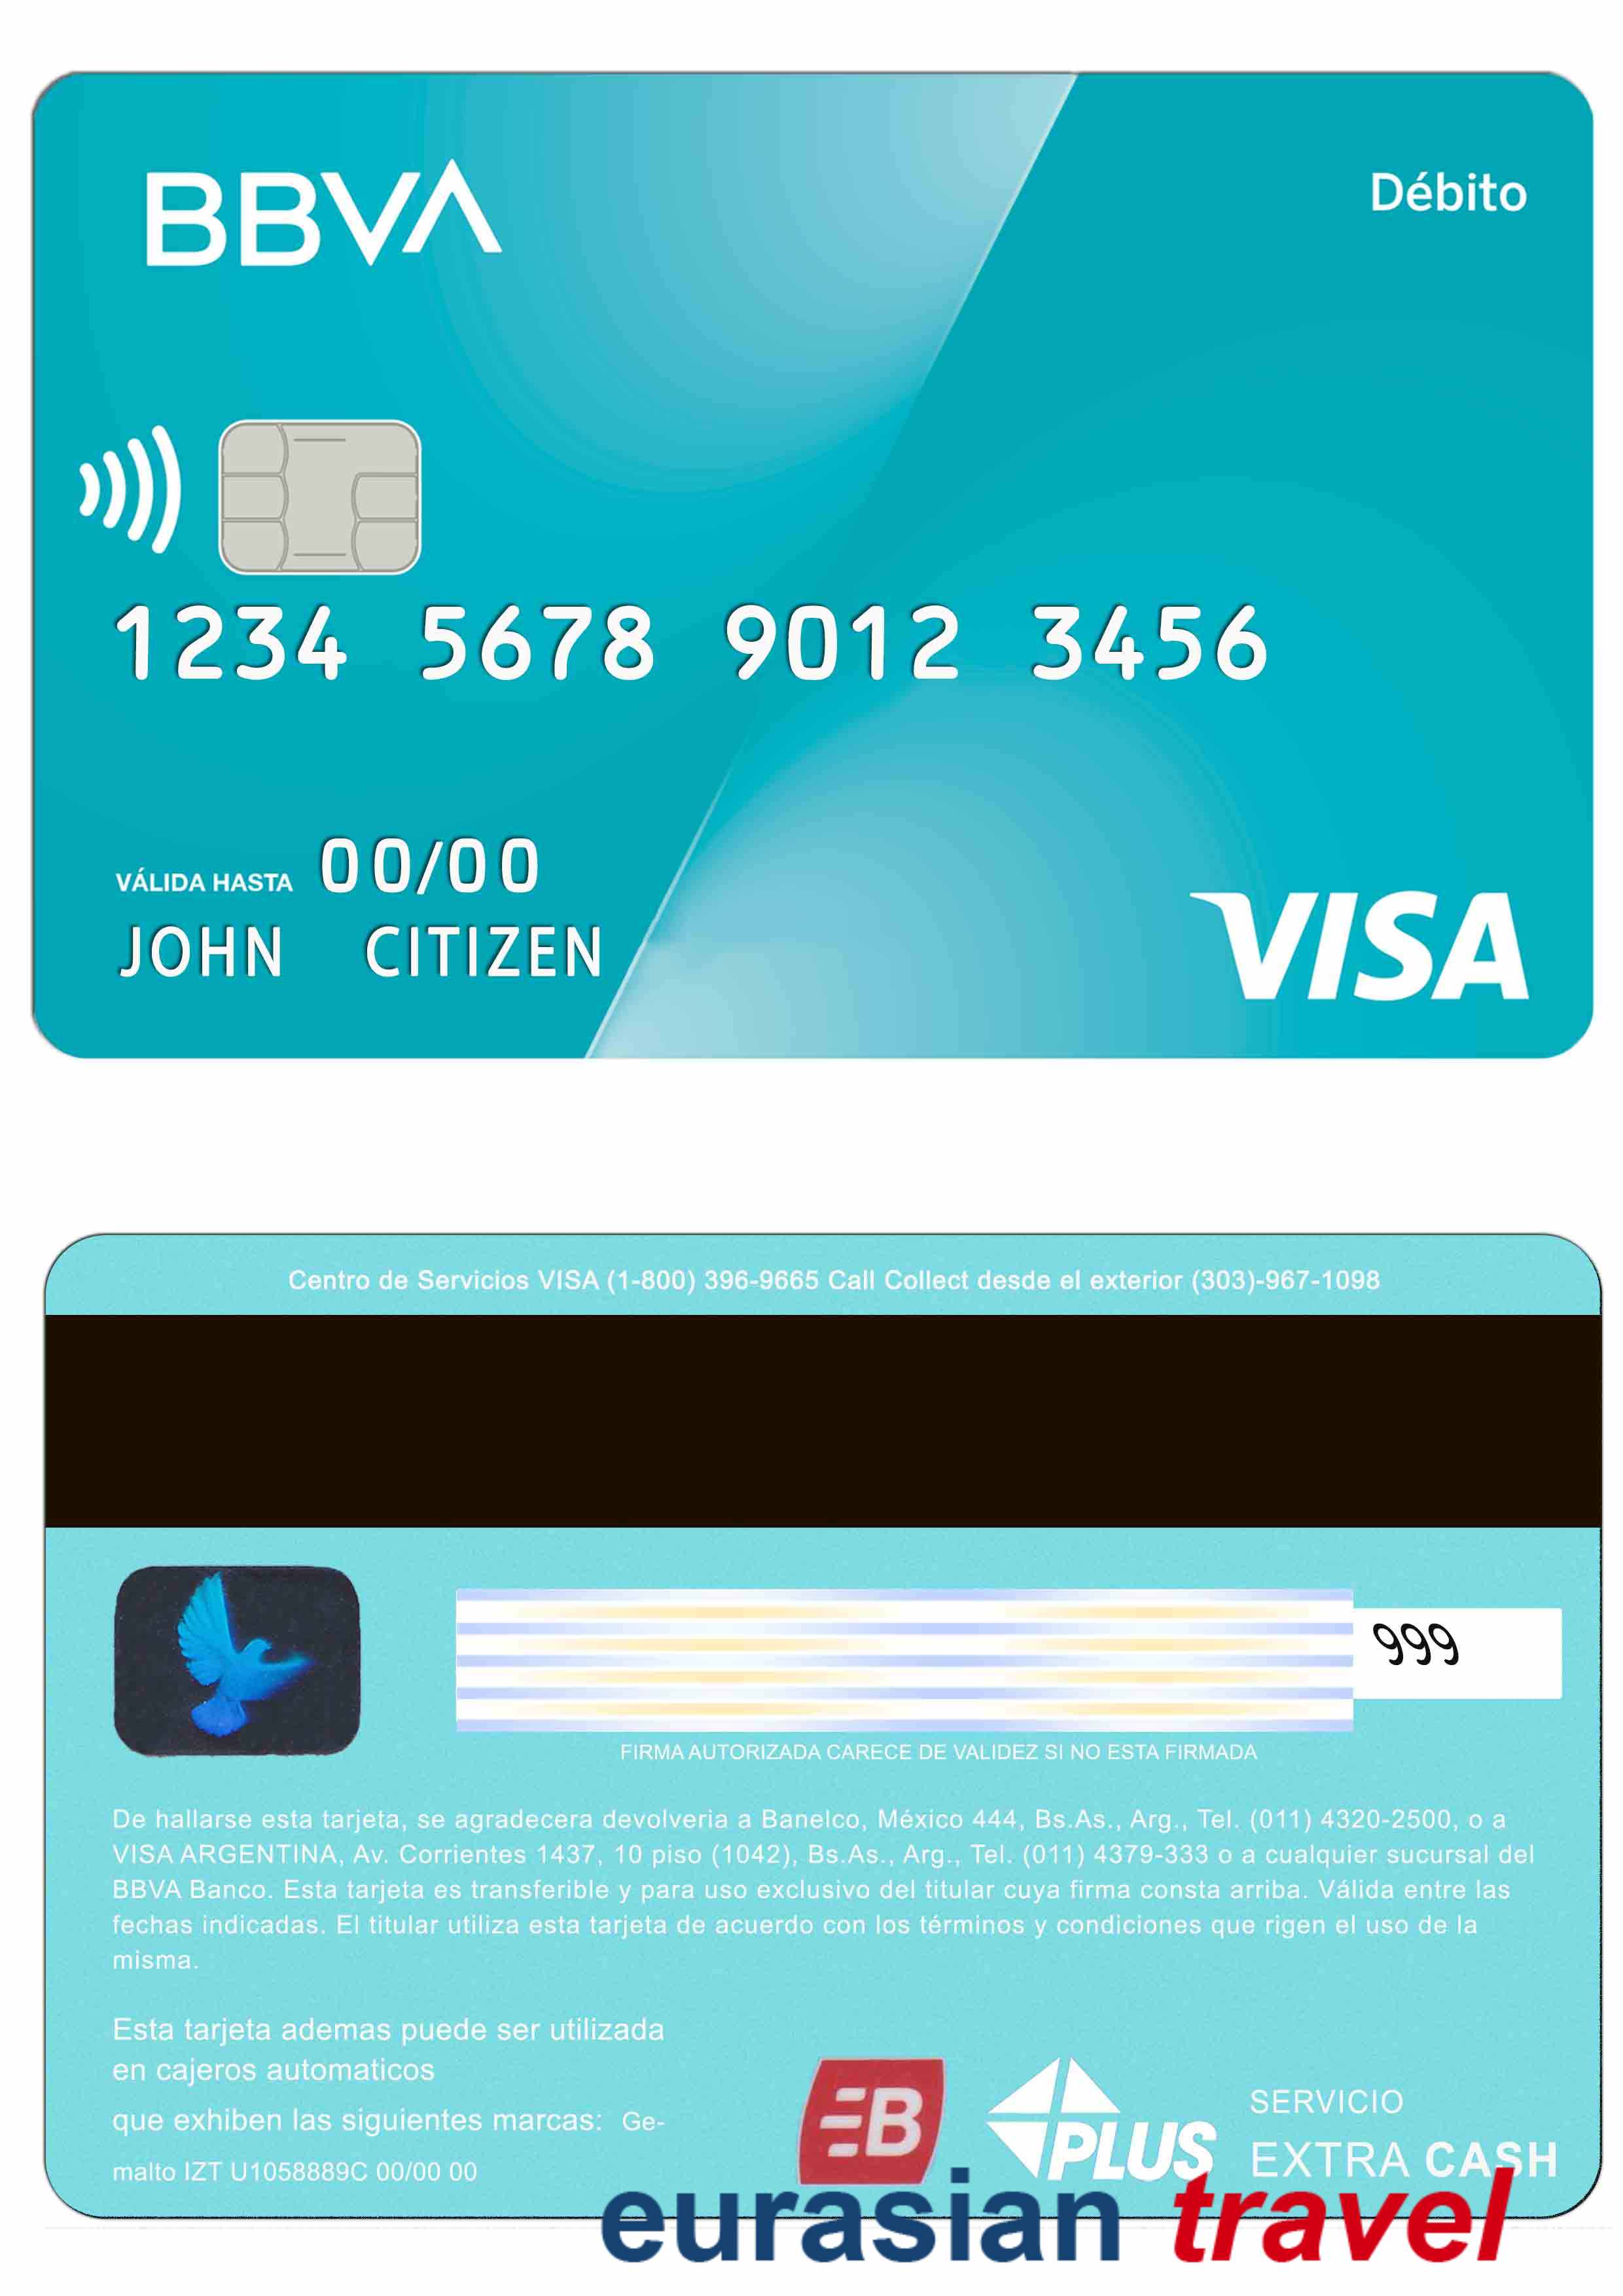 BBVA
Débito
1234 5678 9012 3456
VÁLIDA HASTA 00/00
JOHN CITIZEN
VISA
Centro de Servicios VISA (1-800) 396-9665 Call Collect desde el exterior (303)-967-1098
999
FIRMA AUTORIZADA CARECE DE VALIDEZ SI NO ESTA FIRMADA
De hallarse esta tarjeta, se agradecera devolveria a Banelco, México 444, Bs.As., Arg., Tel. (011) 4320-2500, o a
VISA ARGENTINA, Av. Corrientes 1437, 10 piso (1042), Bs.As., Arg., Tel. (011) 4379-333 o a cualquier sucursal del
BBVA Banco. Esta tarjeta es transferible y para uso exclusivo del titular cuya firma consta arriba. Válida entre las
fechas indicadas. El titular utiliza esta tarjeta de acuerdo con los términos y condiciones que rigen el uso de la
misma.
Esta tarjeta ademas puede ser utilizada
en cajeros automaticos
que exhiben las siguientes marcas: Ge-
malto IZT U1058889C 00/00 00
B
PLUS
SERVICIO
EXTRA CASH
eurasian travel